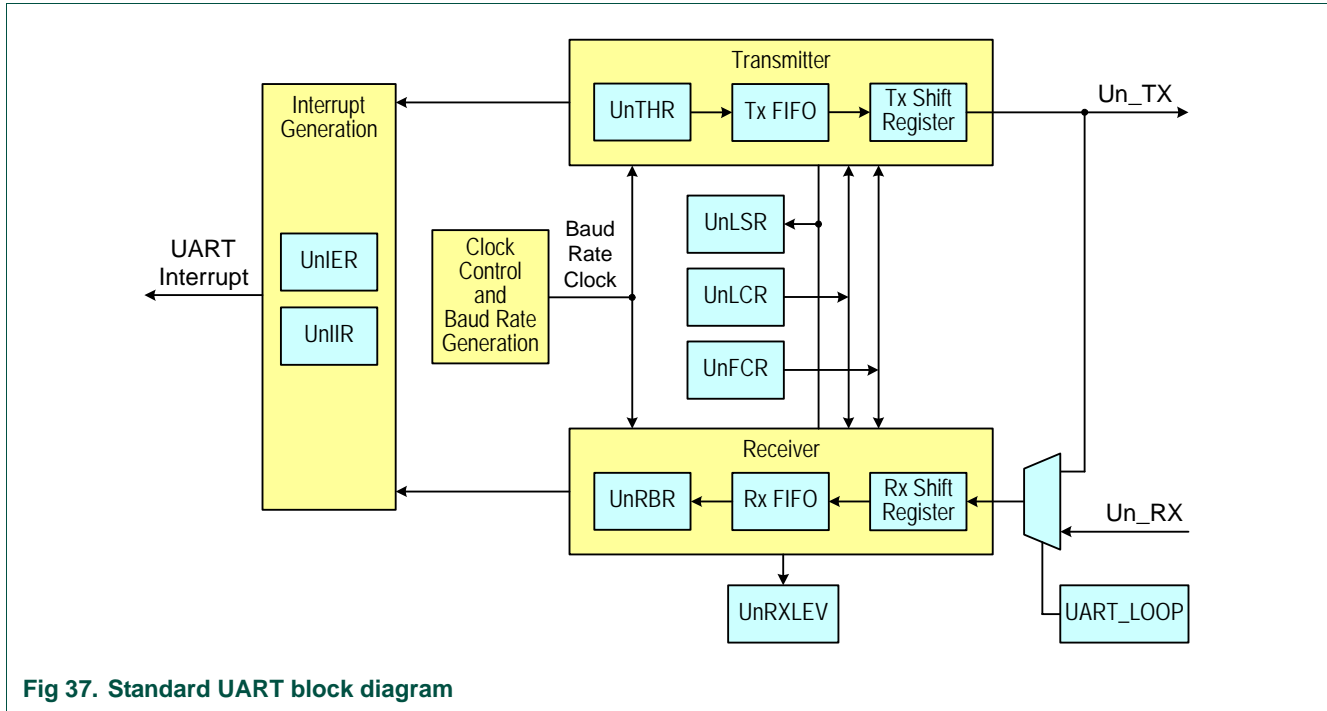 Transmitter
UnTHR
Tx FIFO
Tx Shift
Register
Un_TX
Interrupt
Generation
UnIER
UnIIR
UART
Interrupt
Clock
Control
and
Baud Rate
Generation
Baud
Rate
Clock
UnLSR
UnLCR
UnFCR
Receiver
UnRBR
Rx FIFO
Rx Shift
Register
Un_RX
UnRXLEV
UART_LOOP
Fig 37. Standard UART block diagram